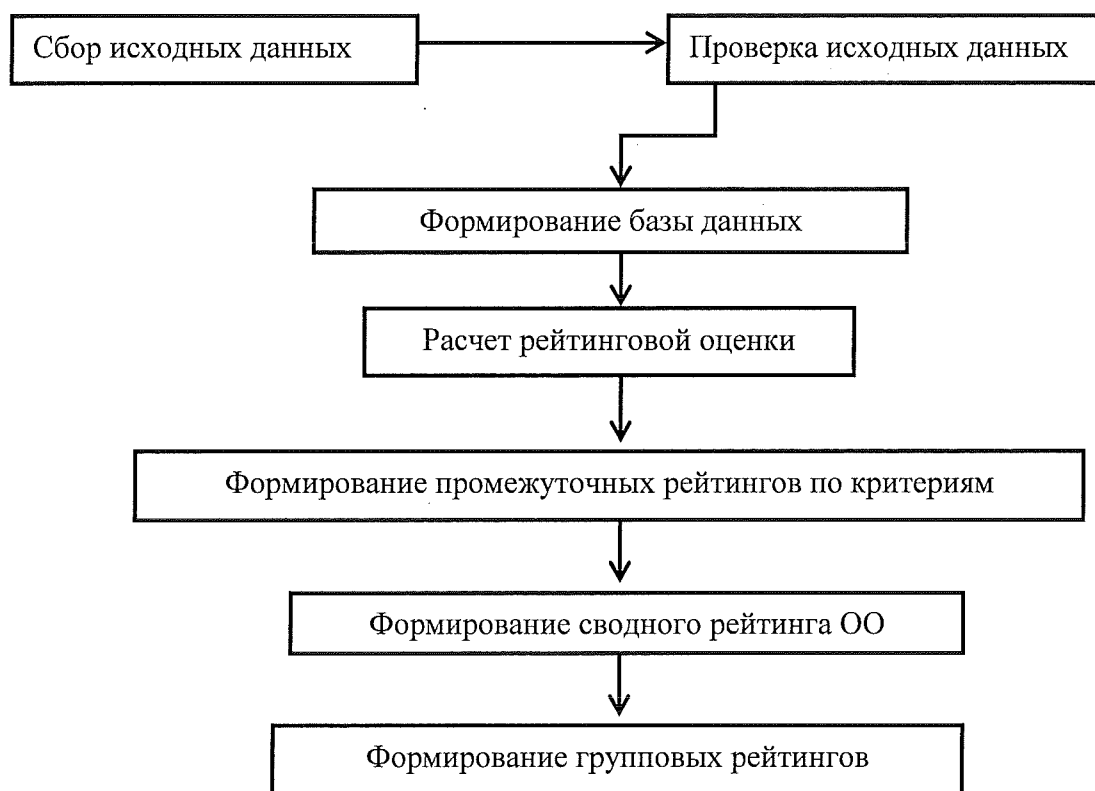 Сбор исходных данных
Проверка исходных данных
Формирование базы данных
Расчет рейтинговой оценки
Формирование промежуточных рейтингов по критериям
Формирование сводного рейтинга ОО
Формирование групповых рейтингов